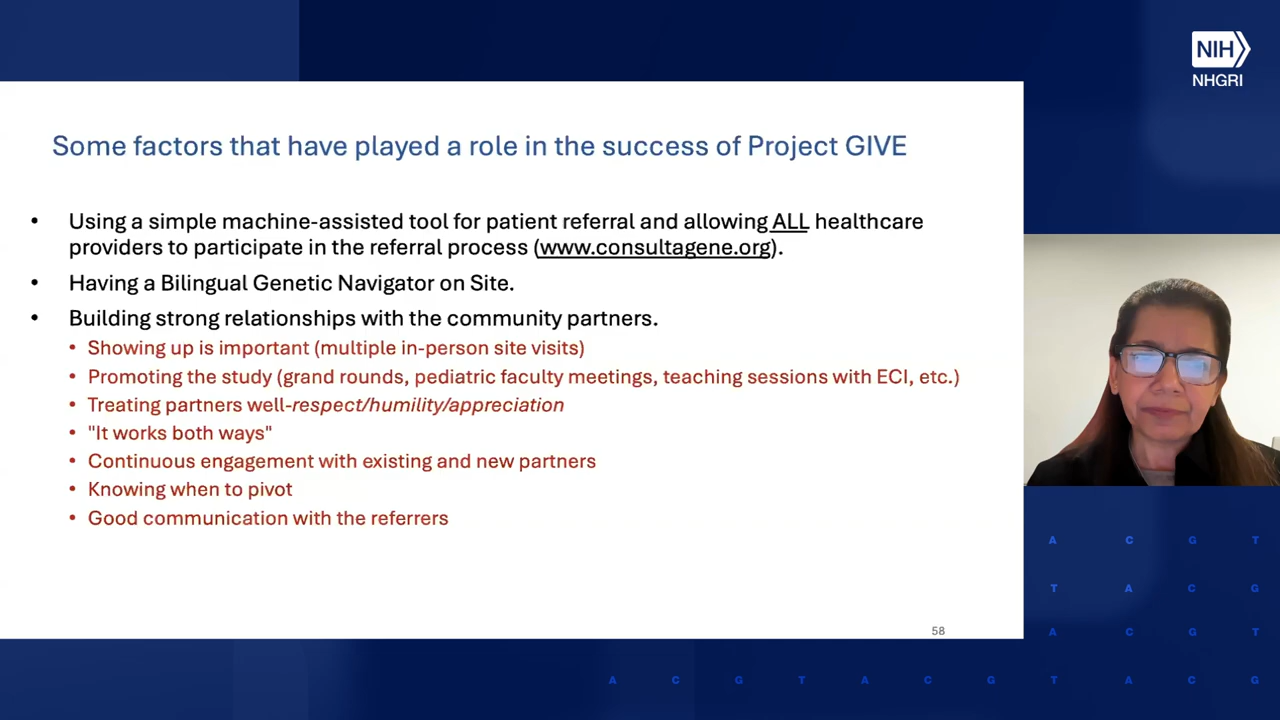 NIH
NHGRI
Some factors that have played a role in the success of Project GIVE
• Using a simple machine-assisted tool for patient referral and allowing ALL healthcare
providers to participate in the referral process (www.consultagene.org).
• Having a Bilingual Genetic Navigator on Site.
• Building strong relationships with the community partners.
• Showing up is important (multiple in-person site visits)
• Promoting the study (grand rounds, pediatric faculty meetings, teaching sessions with ECI, etc.)
• Treating partners well-respect/humility/appreciation
• "It works both ways"
• Continuous engagement with existing and new partners
• Knowing when to pivot
• Good communication with the referrers
58
A C G T
T A C G
A C G T
A C G T A C G T A C G